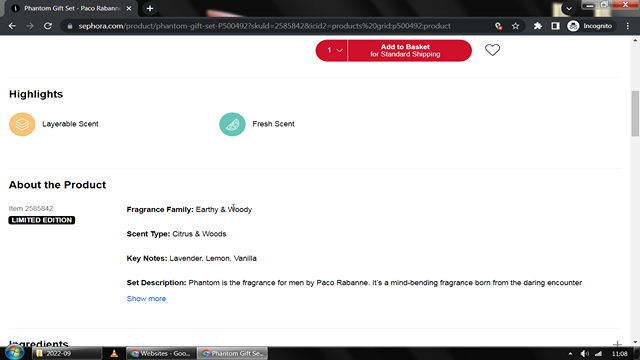 Phantom Gift Set - Paco Rabanne
sephora.com/product/phantom-gift-set-P500492?skuId=2585842&icid2=products%20grid:p500492:product
Incognito
1
Add to Basket
for Standard Shipping
Highlights
Layerable Scent
Fresh Scent
About the Product
Item 2585842
LIMITED EDITION
Fragrance Family: Earthy & Woody
Scent Type: Citrus & Woods
Key Notes: Lavender, Lemon, Vanilla
Set Description: Phantom is the fragrance for men by Paco Rabanne. It's a mind-bending fragrance born from the daring encounter
Show more
Ingredients
2022-09
Websites - Goo...
Phantom Gift Se...
11:08